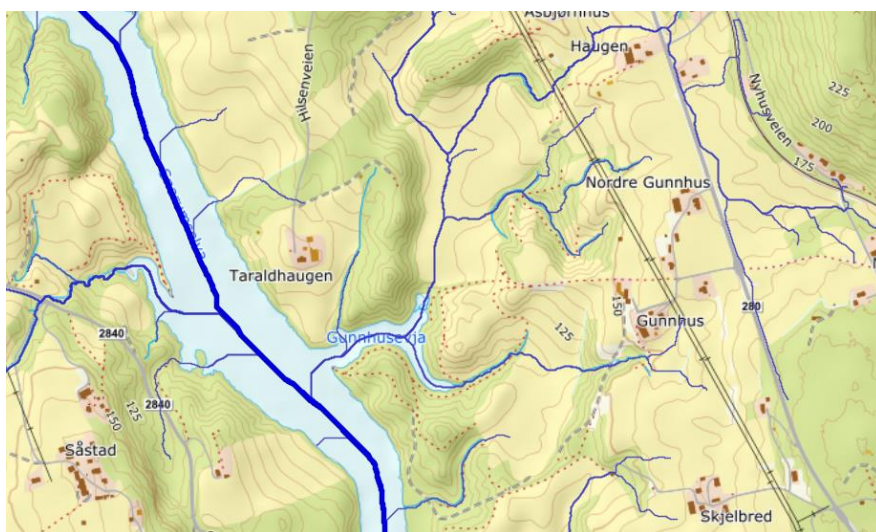 Asbjørnhus
Haugen
Hilsenveien
Nyhusveien
225
200
175
Nordre Gunnhus
Taraldhaugen
280
150
2840
Gunnhusevja
125
Gunnhus
2840
125
150
Såstad
Skjelbred